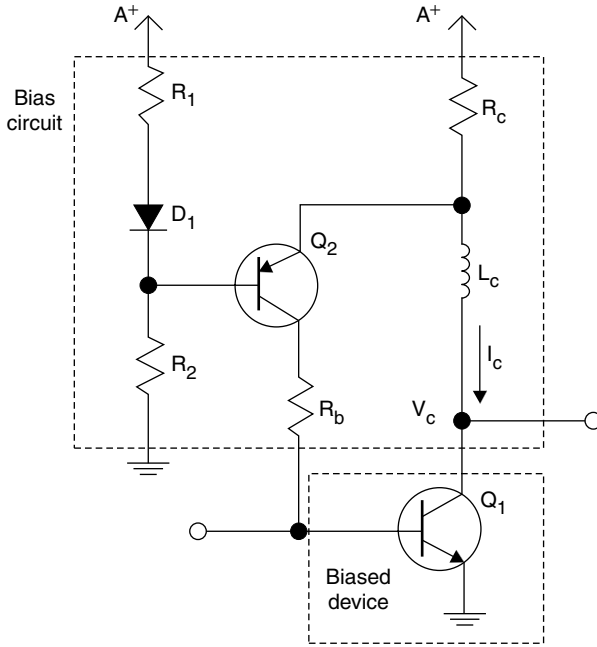 A+
A+
Bias
circuit
R1
Rc
D1
Q2
Lc
R2
Ic
Rb
Vc
Q1
Biased
device